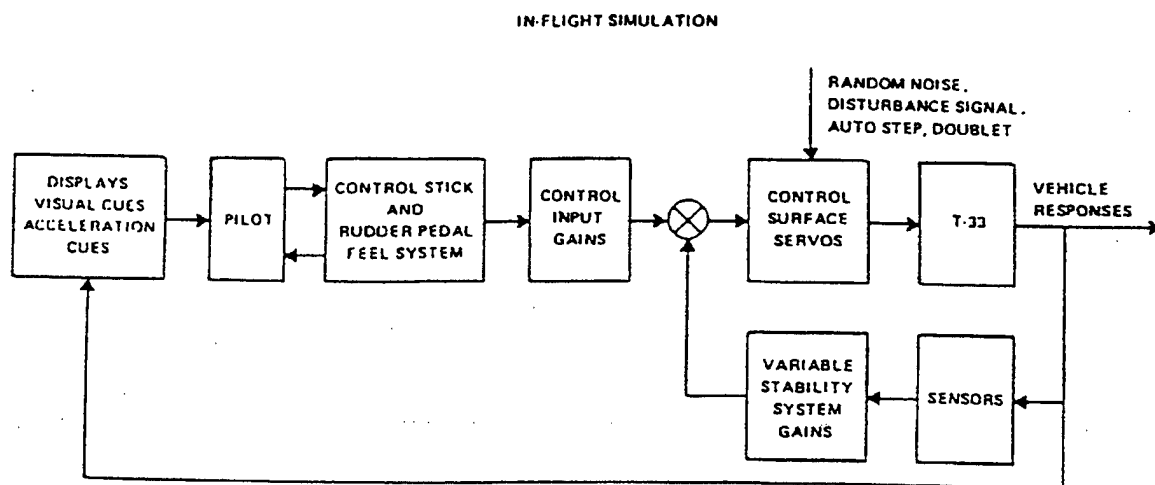 IN-FLIGHT SIMULATION
RANDOM NOISE,
DISTURBANCE SIGNAL,
AUTO STEP, DOUBLET
DISPLAYS
VISUAL CUES
ACCELERATION
CUES
PILOT
CONTROL STICK
AND
RUDDER PEDAL
FEEL SYSTEM
CONTROL
INPUT
GAINS
CONTROL
SURFACE
SERVOS
T-33
VEHICLE
RESPONSES
VARIABLE
STABILITY
SYSTEM
GAINS
SENSORS